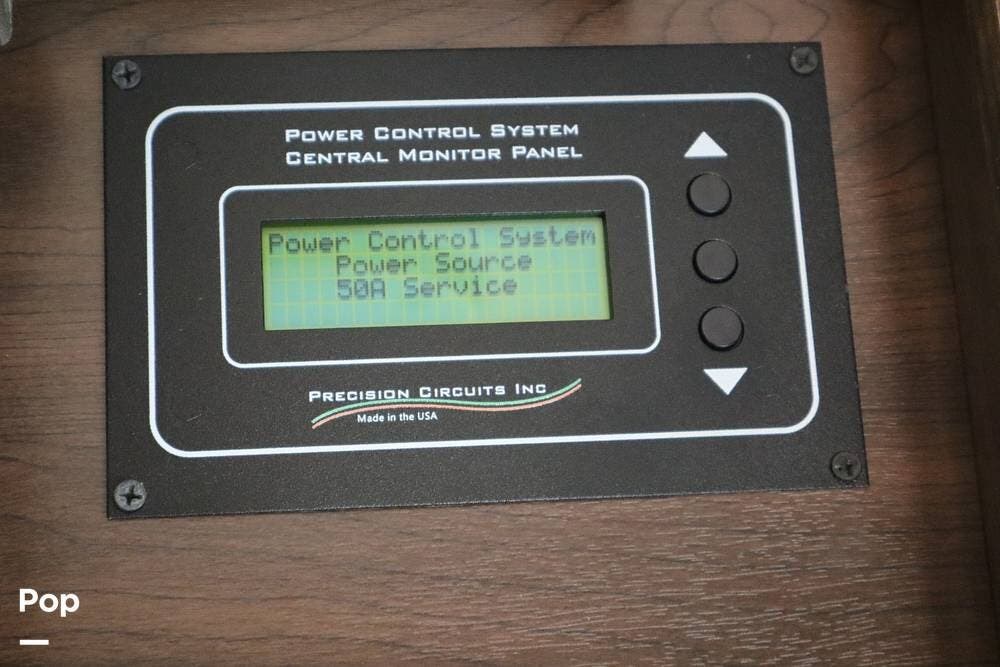 POWER CONTROL SYSTEM
CENTRAL MONITOR PANEL
Power Control System
Power Source
50A Service
PRECISION CIRCUITS INC
Made in the USA
Pop